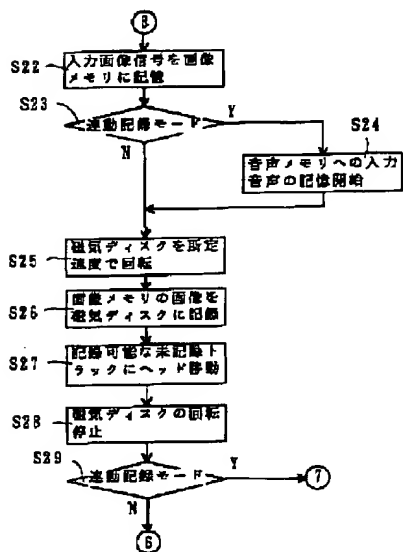 8
S22
入力画像信号を画像
メモリに記憶
S23
連動記録モード
Y
N
S24
音声メモリへの入力
音声の記憶開始
S25
磁気ディスクを所定
速度で回転
S26
画像メモリの画像を
磁気ディスクに記録
S27
記録可能な未記録ト
ラックにヘッド移動
S28
磁気ディスクの回転
停止
S29
連動記録モード
Y
7
N
6